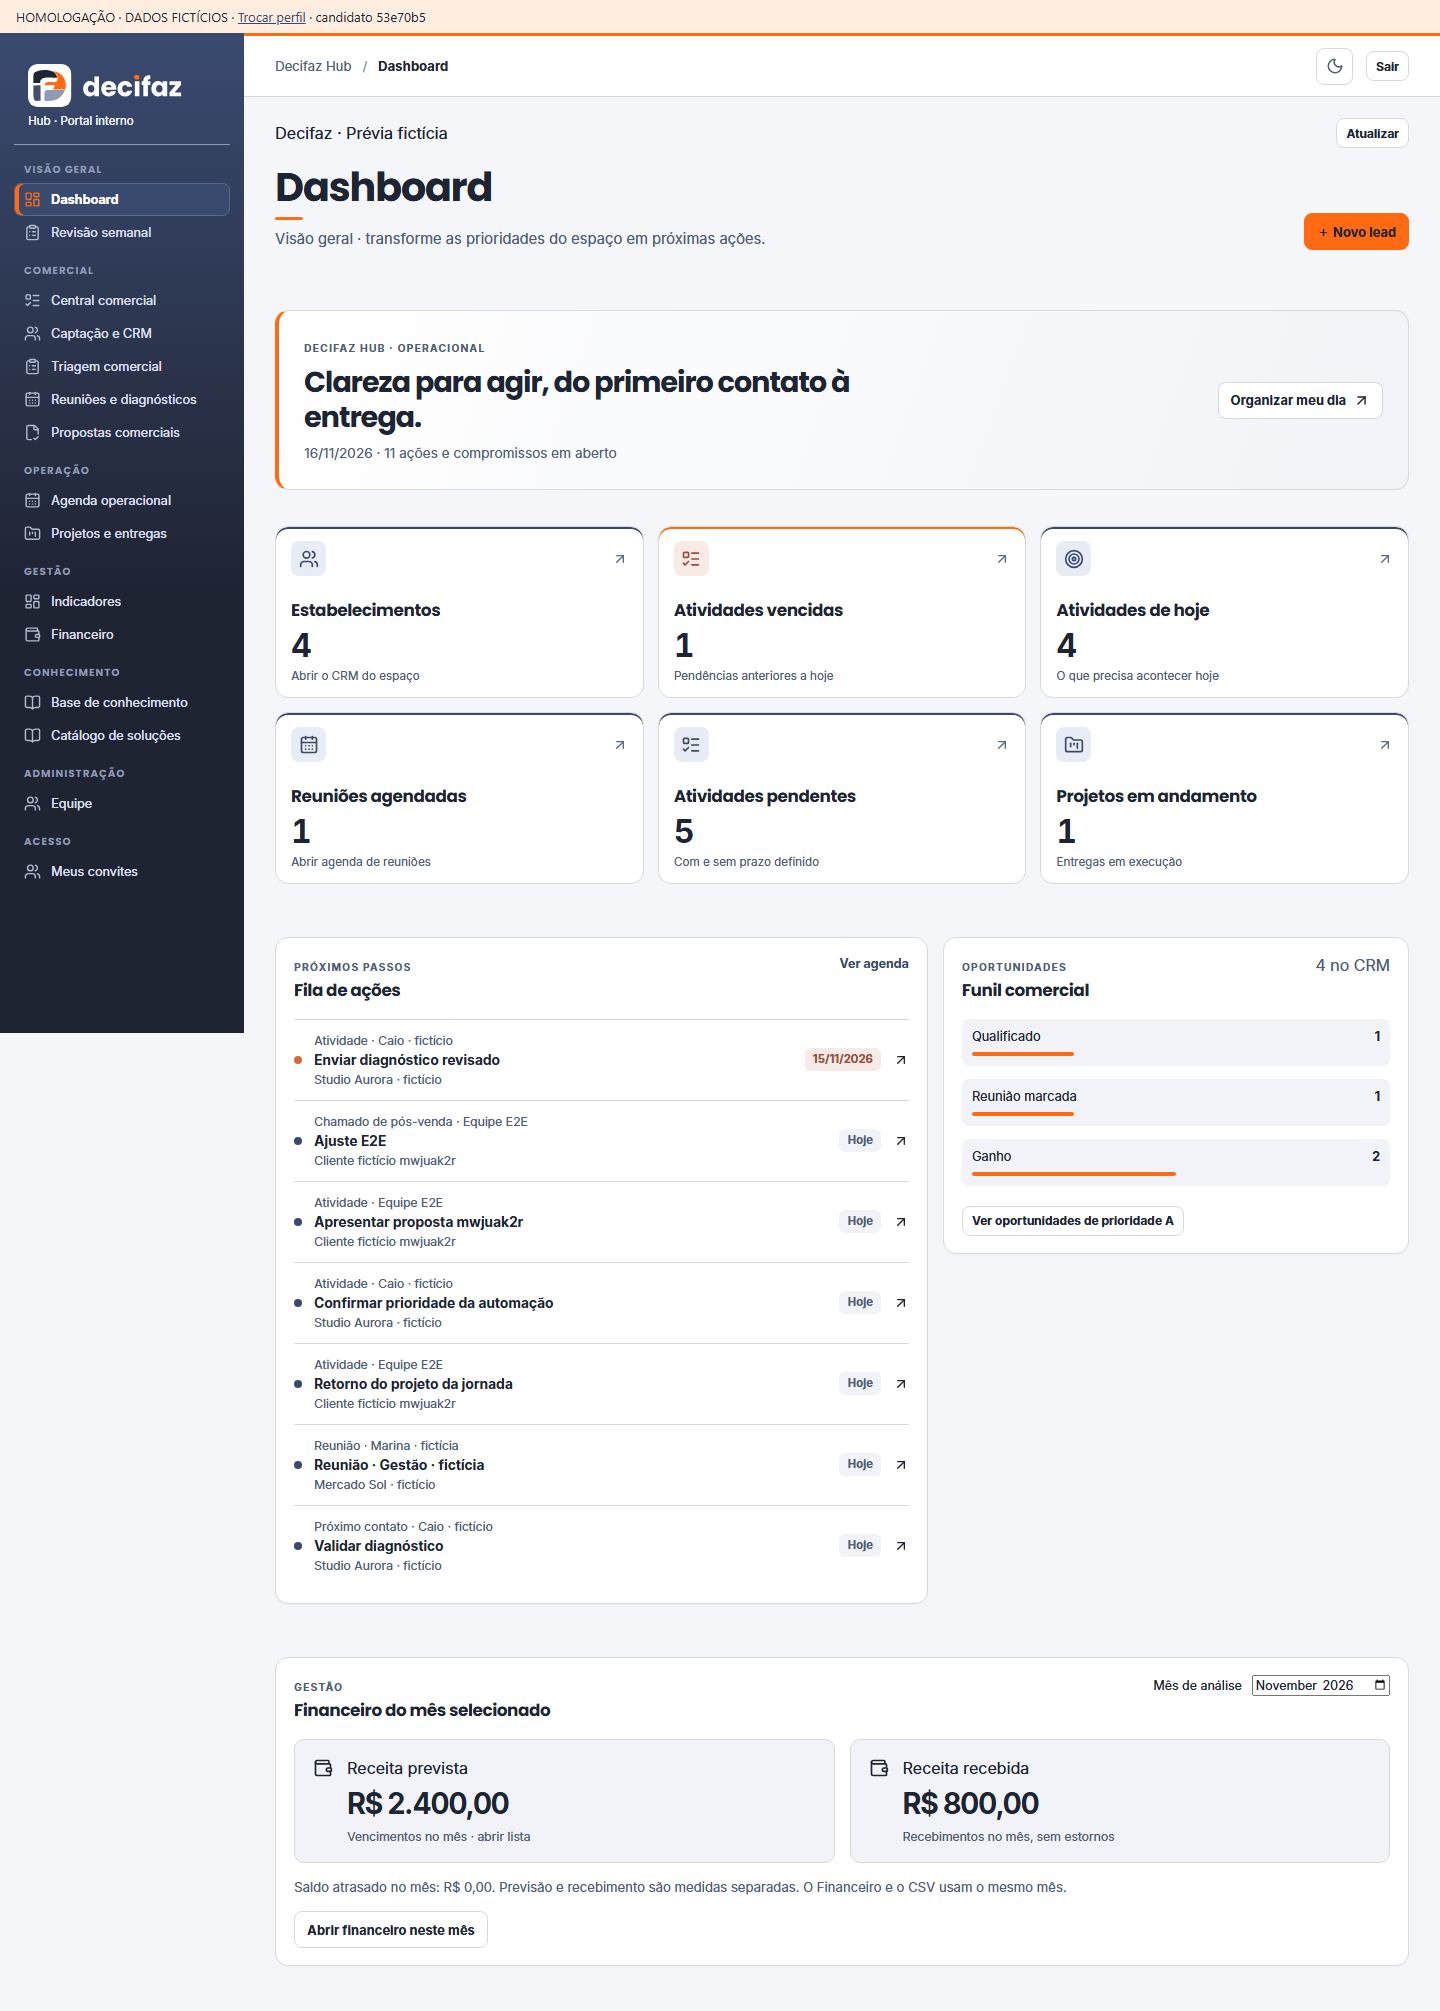 HOMOLOGAÇÃO · DADOS FICTÍCIOS · Trocar perfil · candidato 53e70b5
decifaz
Hub · Portal interno
VISÃO GERAL
Dashboard
Revisão semanal
COMERCIAL
Central comercial
Captação e CRM
Triagem comercial
Reuniões e diagnósticos
Propostas comerciais
OPERAÇÃO
Agenda operacional
Projetos e entregas
GESTÃO
Indicadores
Financeiro
CONHECIMENTO
Base de conhecimento
Catálogo de soluções
ADMINISTRAÇÃO
Equipe
ACESSO
Meus convites
Decifaz Hub / Dashboard
Sair
Decifaz · Prévia fictícia
Atualizar
Dashboard
Visão geral · transforme as prioridades do espaço em próximas ações.
+ Novo lead
DECIFAZ HUB · OPERACIONAL
Clareza para agir, do primeiro contato à
entrega.
16/11/2026 · 11 ações e compromissos em aberto
Organizar meu dia
Estabelecimentos
4
Abrir o CRM do espaço
Atividades vencidas
1
Pendências anteriores a hoje
Atividades de hoje
4
O que precisa acontecer hoje
Reuniões agendadas
1
Abrir agenda de reuniões
Atividades pendentes
5
Com e sem prazo definido
Projetos em andamento
1
Entregas em execução
PRÓXIMOS PASSOS
Fila de ações
Ver agenda
Atividade · Caio · fictício
Enviar diagnóstico revisado
Studio Aurora · fictício
15/11/2026
Chamado de pós-venda · Equipe E2E
Ajuste E2E
Cliente fictício mwjuak2r
Hoje
Atividade · Equipe E2E
Apresentar proposta mwjuak2r
Cliente fictício mwjuak2r
Hoje
Atividade · Caio · fictício
Confirmar prioridade da automação
Studio Aurora · fictício
Hoje
Atividade · Equipe E2E
Retorno do projeto da jornada
Cliente fictício mwjuak2r
Hoje
Reunião · Marina · fictícia
Reunião · Gestão · fictícia
Mercado Sol · fictício
Hoje
Próximo contato · Caio · fictício
Validar diagnóstico
Studio Aurora · fictício
Hoje
OPORTUNIDADES
Funil comercial
4 no CRM
Qualificado 1
Reunião marcada 1
Ganho 2
Ver oportunidades de prioridade A
GESTÃO
Financeiro do mês selecionado
Mês de análise November 2026
Receita prevista
R$ 2.400,00
Vencimentos no mês · abrir lista
Receita recebida
R$ 800,00
Recebimentos no mês, sem estornos
Saldo atrasado no mês: R$ 0,00. Previsão e recebimento são medidas separadas. O Financeiro e o CSV usam o mesmo mês.
Abrir financeiro neste mês